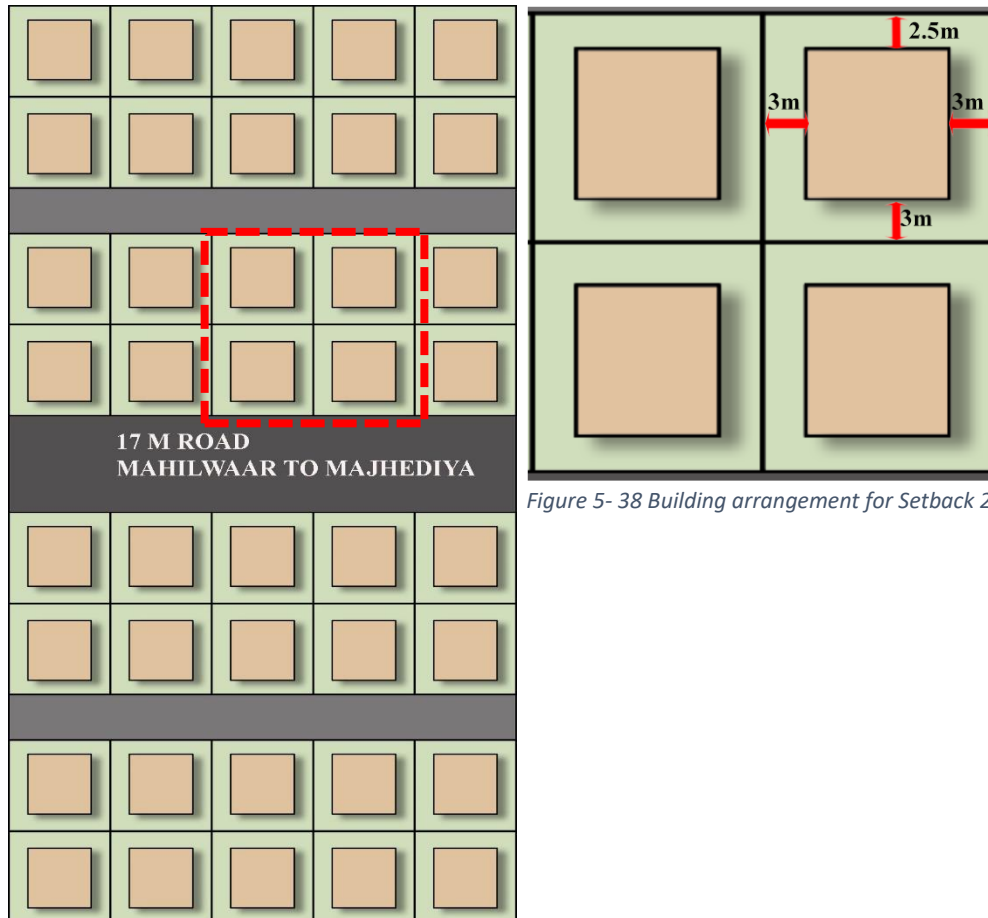 17 M ROAD
MAHILWAAR TO MAJHEDIYA
2.5m
3m
3m
3m
Figure 5- 38 Building arrangement for Setback 2